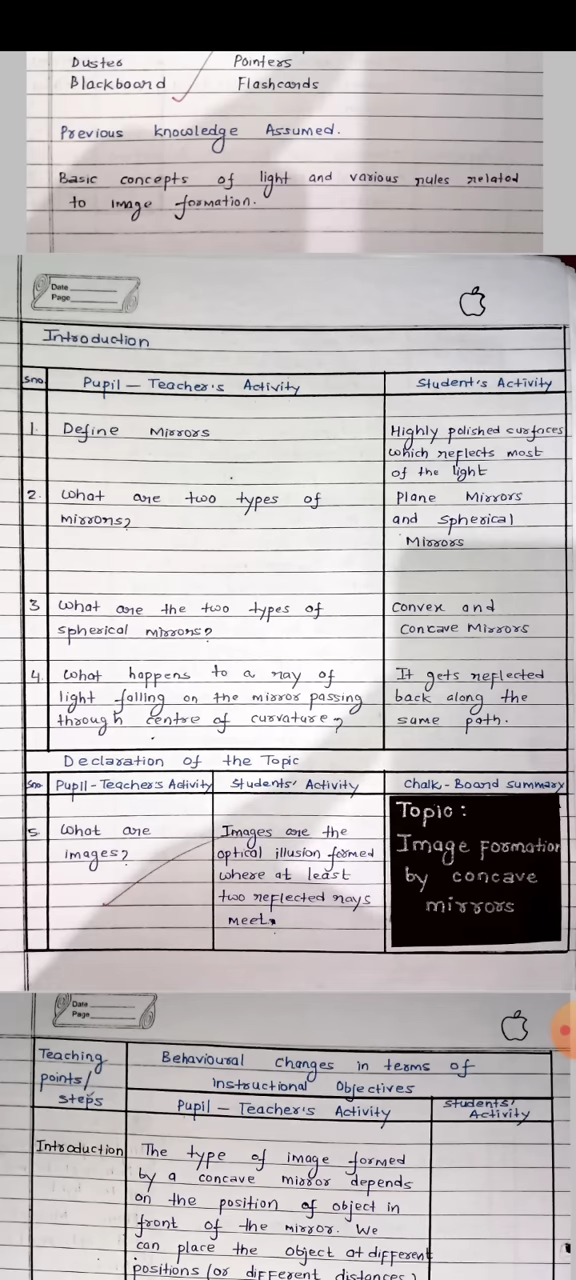 Duster Pointers
Blackboard Flashcards
Previous knowledge Assumed.
Basic concepts of light and various rules related
to image formation.
Date
Page
Introduction
Sno. Pupil - Teacher's Activity Student's Activity
1. Define Mirrors
Highly polished curfaces
which reflects most
of the light
2. What are two types of
mirrors?
Plane Mirrors
and spherical
Mirrors
3 What are the two types of
spherical mirrors?
Convex and
Concave Mirrors
4. What happens to a ray of
light falling on the mirror passing
through centre of curvature?
It gets reflected
back along the
same path.
Declaration of the Topic
Sno Pupil-Teacher's Activity Students' Activity Chalk-Board summary
5. What are
images?
Images are the
optical illusion formed
where at least
two reflected rays
meet.
Topic:
Image Formation
by concave
mirrors
Date
Page
Teaching
points/
steps
Behavioural Changes in terms of
instructional Objectives
Pupil - Teacher's Activity
Students'
Activity
Introduction
The type of image formed
by a concave mirror depends
on the position of object in
front of the mirror. We
can place the object at different
positions (or different distances)